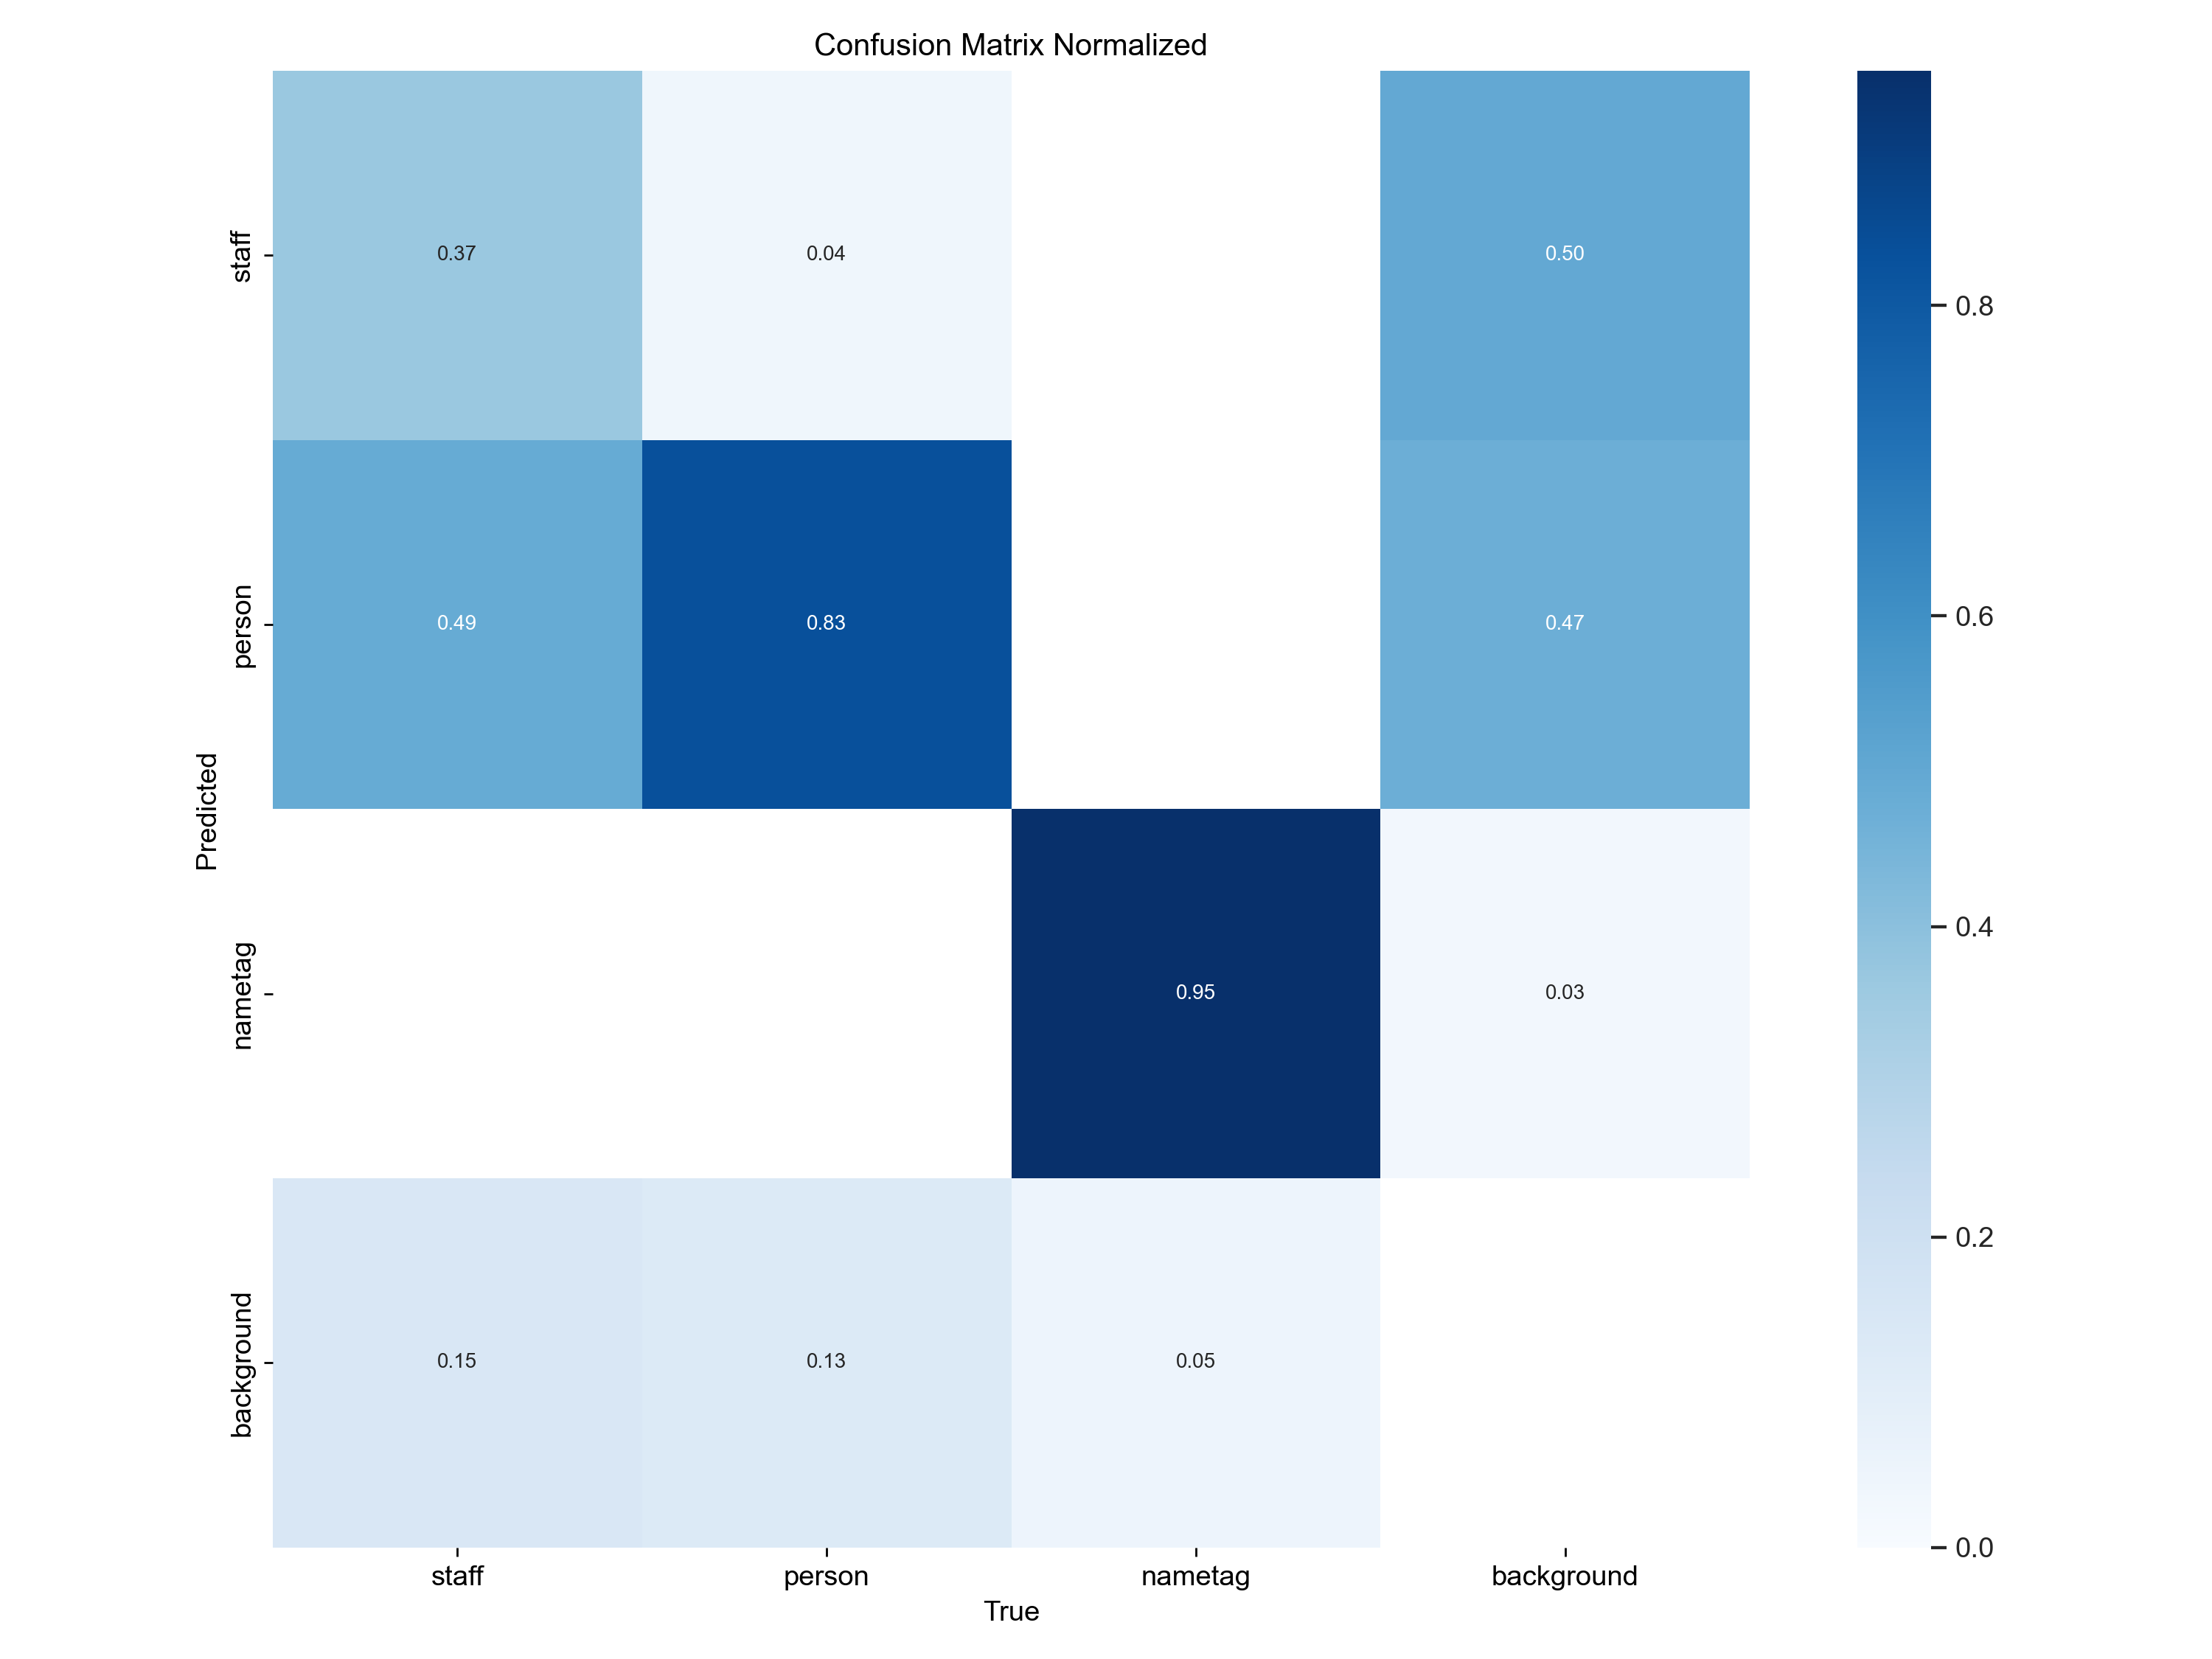 Confusion Matrix Normalized
staff
0.37
0.04
0.50
0.8
person
0.49
0.83
0.47
0.6
Predicted
nametag
0.95
0.03
0.4
background
0.15
0.13
0.05
0.2
0.0
staff
person
nametag
background
True